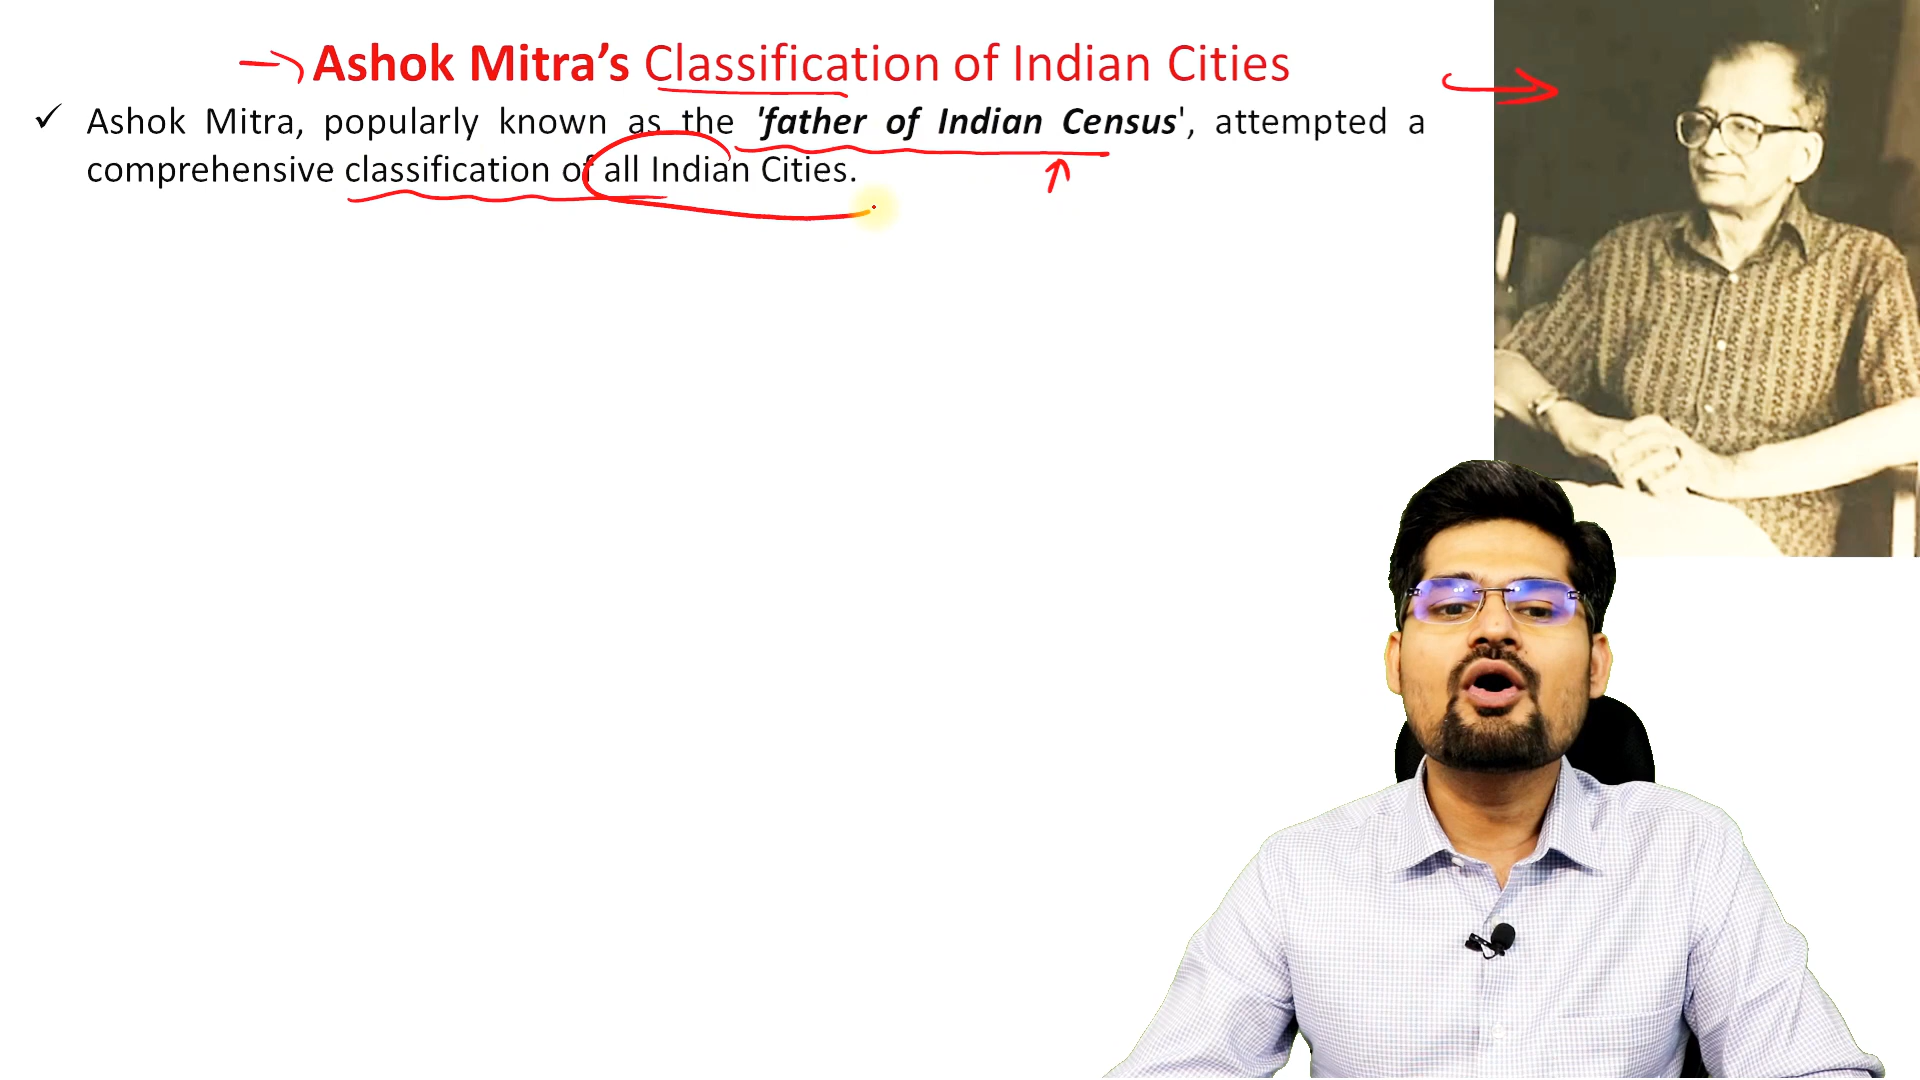 Ashok Mitra’s Classification of Indian Cities
✓ Ashok Mitra, popularly known as the 'father of Indian Census', attempted a
comprehensive classification of all Indian Cities.